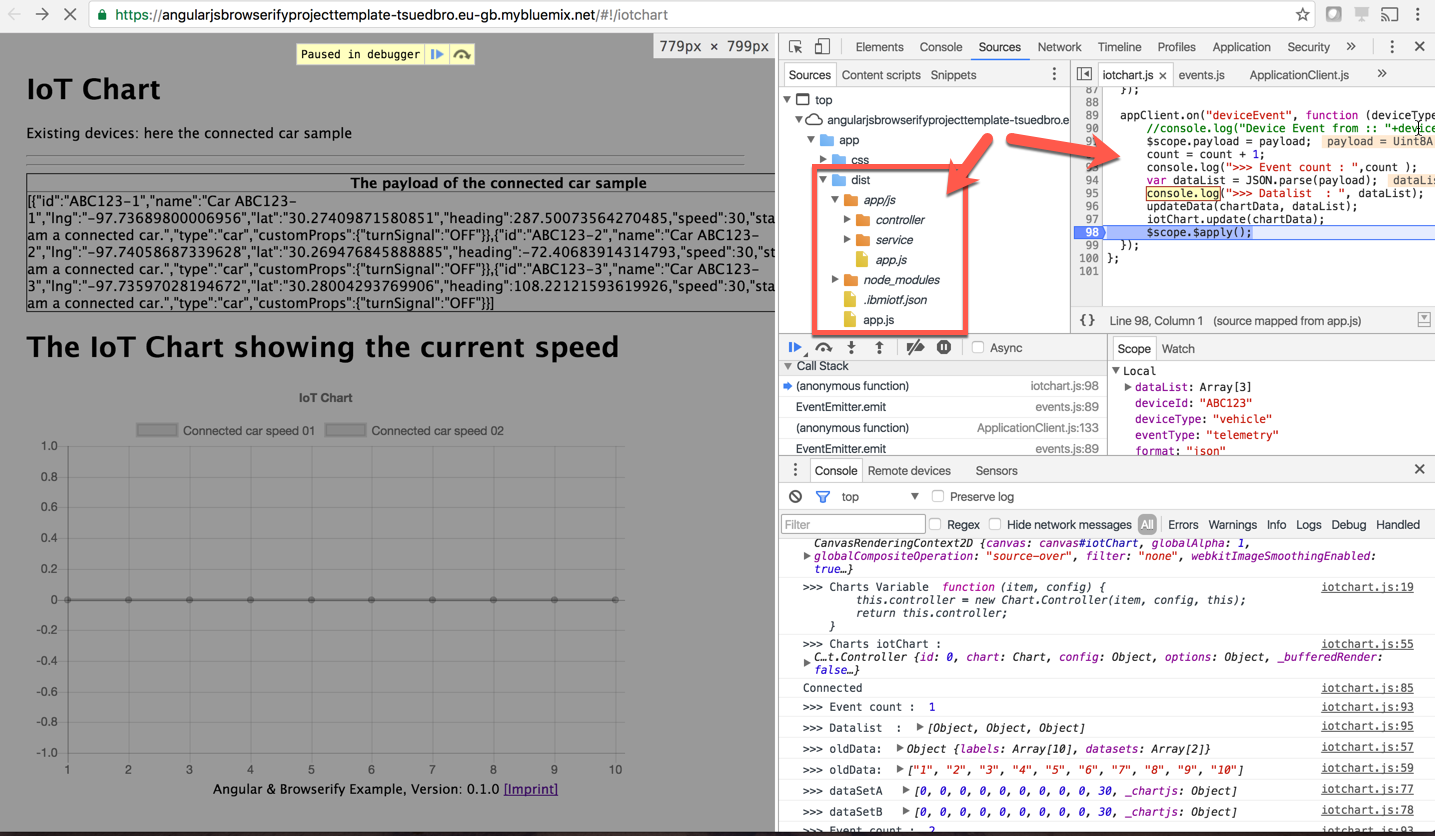 https://angularjsbrowserifyprojecttemplate-tsuedbro.eu-gb.mybluemix.net/#!/iotchart
Paused in debugger
779px × 799px
IoT Chart
Existing devices: here the connected car sample
The payload of the connected car sample
[{"id":"ABC123-1","name":"Car ABC123-
1","lng":"-97.73689800006956","lat":"30.27409871580851","heading":287.50073564270485,"speed":30,"sta
am a connected car.","type":"car","customProps":{"turnSignal":"OFF"}},{"id":"ABC123-2","name":"Car ABC123-
2","lng":"-97.74058687339628","lat":"30.269476845888885","heading":-72.40683914314793,"speed":30,"sta
am a connected car.","type":"car","customProps":{"turnSignal":"OFF"}},{"id":"ABC123-3","name":"Car ABC123-
3","lng":"-97.73597028194672","lat":"30.28004293769906","heading":108.22121593619926,"speed":30,"sta
am a connected car.","type":"car","customProps":{"turnSignal":"OFF"}}]
The IoT Chart showing the current speed
IoT Chart
Connected car speed 01 Connected car speed 02
1.0
0.8
0.6
0.4
0.2
0
-0.2
-0.4
-0.6
-0.8
-1.0
1 2 3 4 5 6 7 8 9 10
Angular & Browserify Example, Version: 0.1.0 [Imprint]
Elements Console Sources Network Timeline Profiles Application Security »
Sources Content scripts Snippets
top
angularjsbrowserifyprojecttemplate-tsuedbro.e
app
css
dist
app/js
controller
service
app.js
node_modules
.ibmiotf.json
app.js
iotchart.js × events.js ApplicationClient.js »
87 });
88
89 appClient.on("deviceEvent", function (deviceType
90 //console.log("Device Event from :: "+device
$scope.payload = payload; payload = Uint8A
count = count + 1;
console.log(">>> Event count : ",count );
94 var dataList = JSON.parse(payload); dataLis
95 console.log(">>> Datalist : ", dataList);
96 updateData(chartData, dataList);
97 iotChart.update(chartData);
98 $scope.$apply();
99 });
100 };
101
{} Line 98, Column 1 (source mapped from app.js)
Async
Call Stack
(anonymous function) iotchart.js:98
EventEmitter.emit events.js:89
(anonymous function) ApplicationClient.js:133
EventEmitter.emit events.js:89
Scope Watch
Local
dataList: Array[3]
deviceId: "ABC123"
deviceType: "vehicle"
eventType: "telemetry"
format: "json"
Console Remote devices Sensors
top Preserve log
Filter Regex Hide network messages All Errors Warnings Info Logs Debug Handled
CanvasRenderingContext2D {canvas: canvas#iotChart, globalAlpha: 1,
globalCompositeOperation: "source-over", filter: "none", webkitImageSmoothingEnabled:
true…}
>>> Charts Variable function (item, config) { iotchart.js:19
this.controller = new Chart.Controller(item, config, this);
return this.controller;
}
>>> Charts iotChart : iotchart.js:55
C…t.Controller {id: 0, chart: Chart, config: Object, options: Object, _bufferedRender:
false…}
Connected iotchart.js:85
>>> Event count : 1 iotchart.js:93
>>> Datalist : [Object, Object, Object] iotchart.js:95
>>> oldData: Object {labels: Array[10], datasets: Array[2]} iotchart.js:57
>>> oldData: ["1", "2", "3", "4", "5", "6", "7", "8", "9", "10"] iotchart.js:59
>>> dataSetA [0, 0, 0, 0, 0, 0, 0, 0, 0, 30, _chartjs: Object] iotchart.js:77
>>> dataSetB [0, 0, 0, 0, 0, 0, 0, 0, 0, 30, _chartjs: Object] iotchart.js:78
>>> Event count : 2 iotchart.js:93